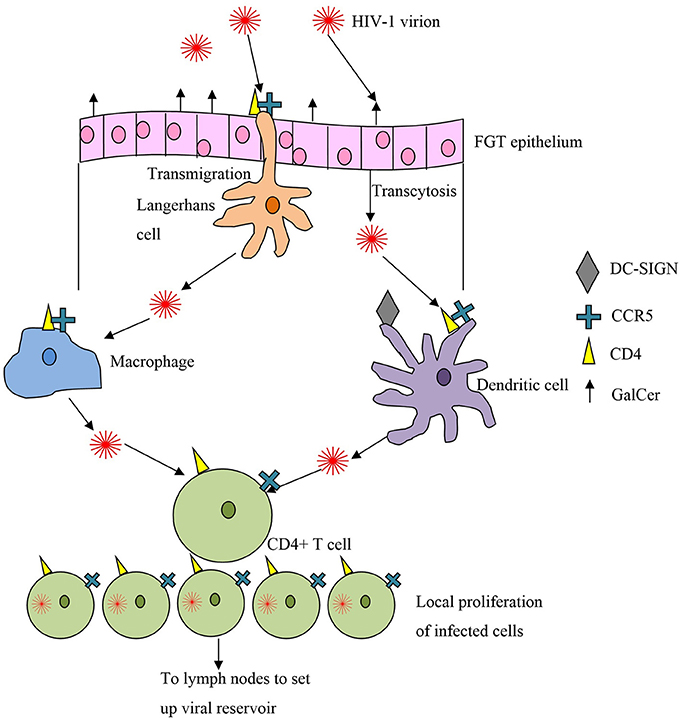 HIV-1 virion
FGT epithelium
Transmigration
Transcytosis
Langerhans
cell
DC-SIGN
CCR5
CD4
GalCer
Macrophage
Dendritic cell
CD4+ T cell
Local proliferation
of infected cells
To lymph nodes to set
up viral reservoir